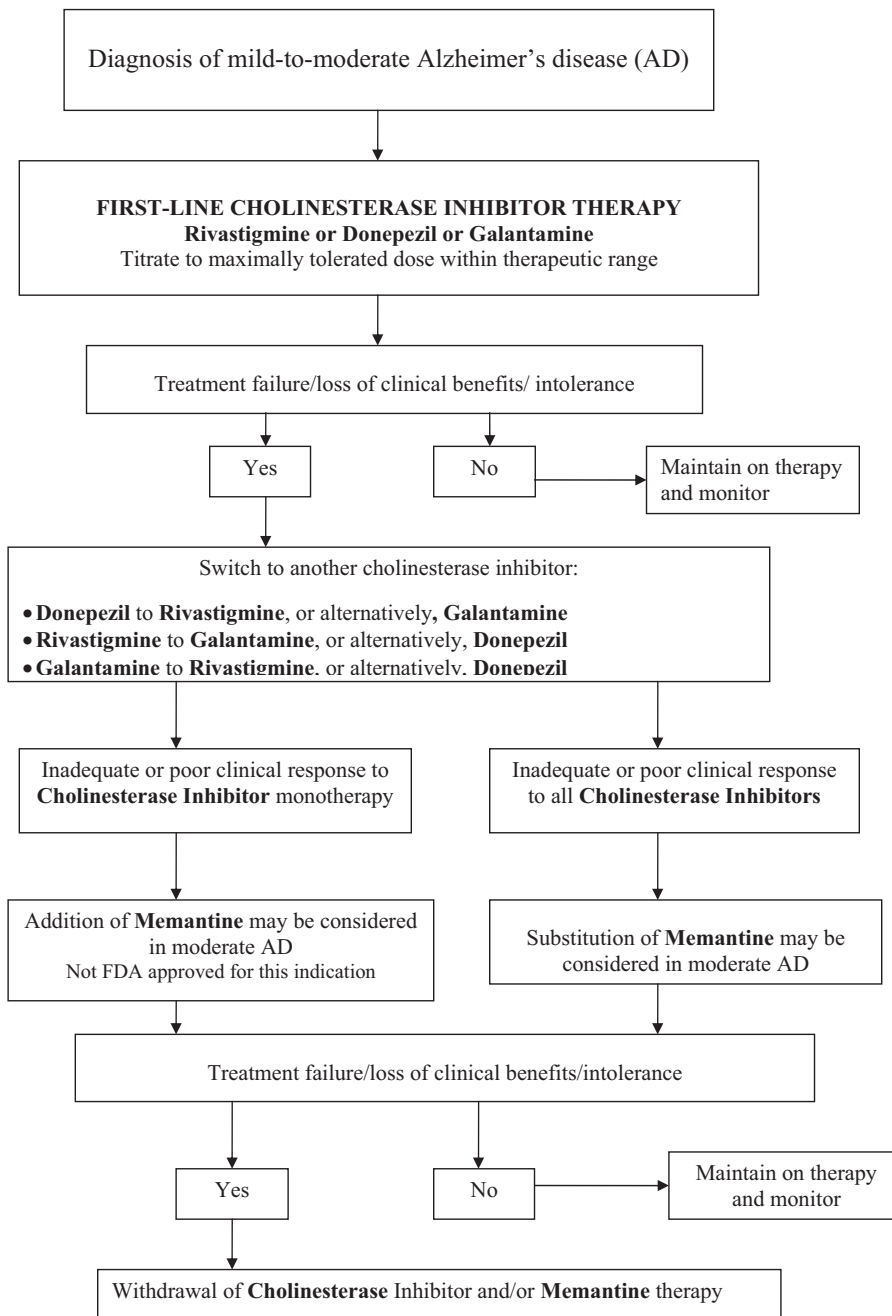 Diagnosis of mild-to-moderate Alzheimer’s disease (AD)
FIRST-LINE CHOLINESTERASE INHIBITOR THERAPY
Rivastigmine or Donepezil or Galantamine
Titrate to maximally tolerated dose within therapeutic range
Treatment failure/loss of clinical benefits/ intolerance
Yes
No
Maintain on therapy
and monitor
Switch to another cholinesterase inhibitor:
• Donepezil to Rivastigmine, or alternatively, Galantamine
• Rivastigmine to Galantamine, or alternatively, Donepezil
• Galantamine to Rivastigmine, or alternatively, Donepezil
Inadequate or poor clinical response to
Cholinesterase Inhibitor monotherapy
Inadequate or poor clinical response
to all Cholinesterase Inhibitors
Addition of Memantine may be considered
in moderate AD
Not FDA approved for this indication
Substitution of Memantine may be
considered in moderate AD
Treatment failure/loss of clinical benefits/intolerance
Yes
No
Maintain on therapy
and monitor
Withdrawal of Cholinesterase Inhibitor and/or Memantine therapy